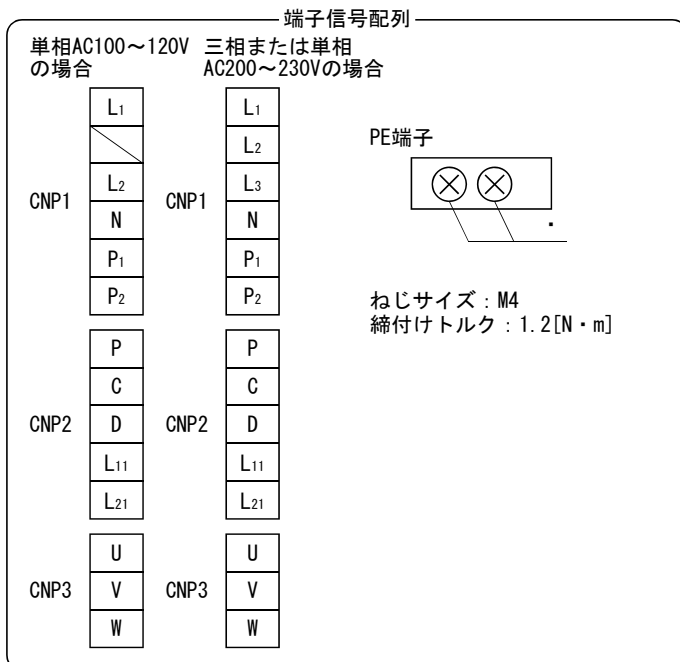 端子信号配列
単相AC100～120V
の場合
三相または単相
AC200～230Vの場合
CNP1
L1
L2
N
P1
P2
CNP1
L1
L2
L3
N
P1
P2
CNP2
P
C
D
L11
L21
CNP2
P
C
D
L11
L21
CNP3
U
V
W
CNP3
U
V
W
PE端子
ねじサイズ：M4
締付けトルク：1.2[N・m]